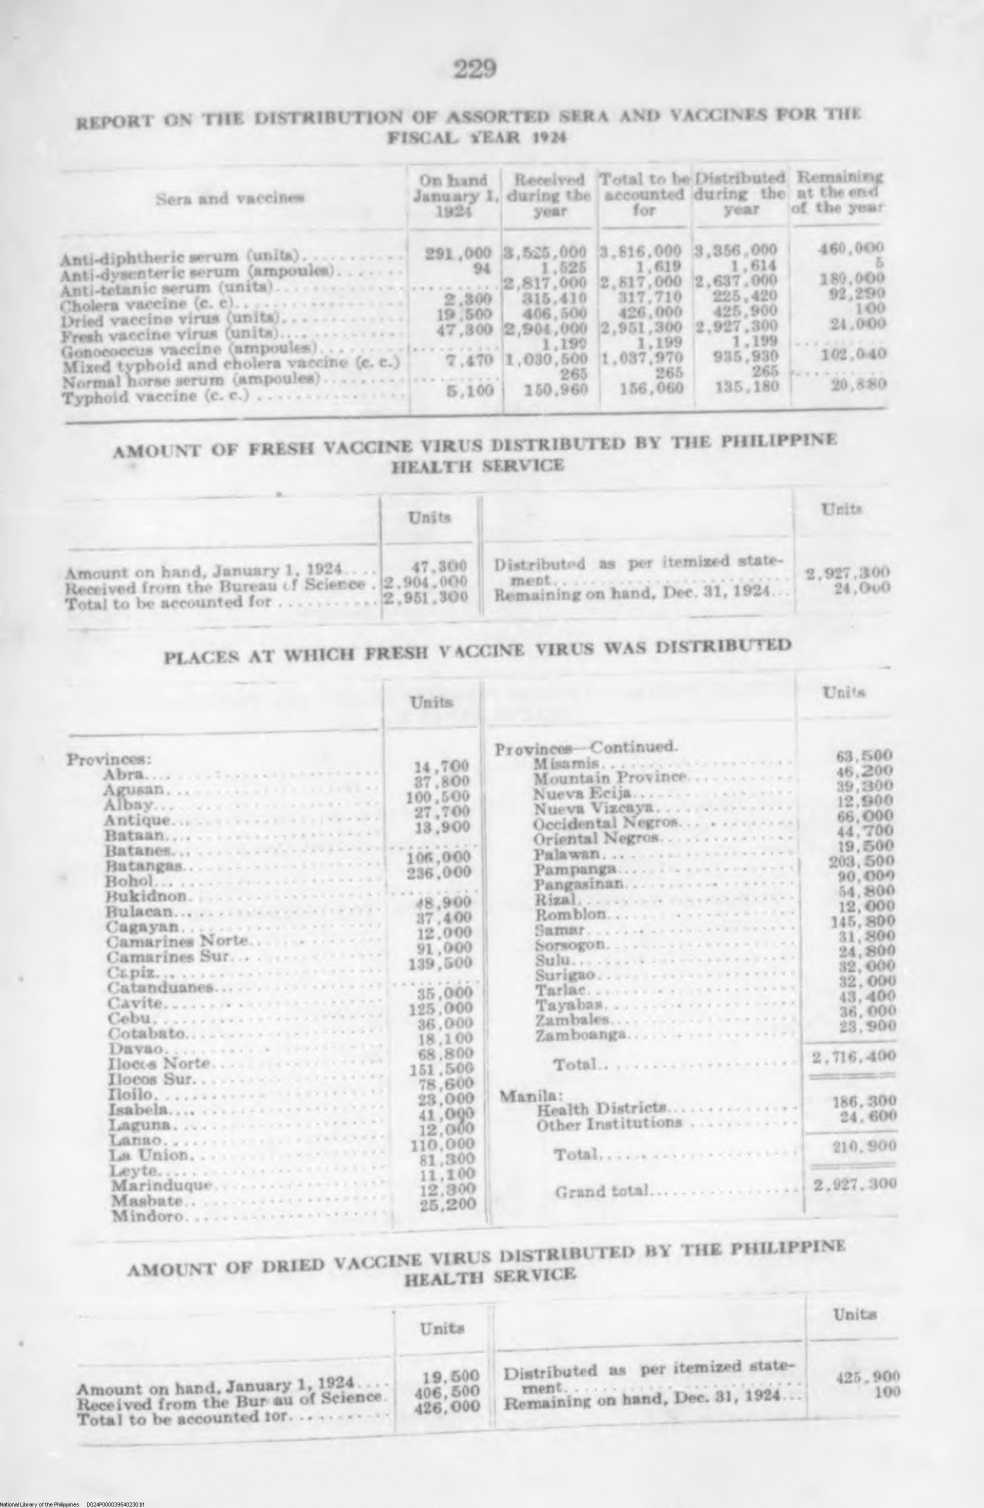 229
REPORT ON THE DISTRIBUTION OF ASSORTED SERA AND VACCINES FOR THE
FISCAL YEAR 1924
Sera and vaccines | On hand January 1, 1924 | Received during the year | Total to be accounted for | Distributed during the year | Remaining at the end of the year
Anti-diphtheric serum (units) 291,000 3,525,000 3,816,000 3,356,000 460,000
Anti-dysenteric serum (ampoules) 94 1,525 1,619 1,614 5
Anti-tetanic serum (units) 2,817,000 2,817,000 2,637,000 180,000
Cholera vaccine (c. c) 2,300 315,410 317,710 225,420 92,290
Dried vaccine virus (units) 19,500 406,500 426,000 425,900 100
Fresh vaccine virus (units) 47,300 2,904,000 2,951,300 2,927,300 24,000
Gonococcus vaccine (ampoules) 1,199 1,199 1,199
Mixed typhoid and cholera vaccine (c. c.) 7,470 1,030,500 1,037,970 935,930 102,040
Normal horse serum (ampoules) 265 265 265
Typhoid vaccine (c. c.) 5,100 150,960 156,060 135,180 20,880
AMOUNT OF FRESH VACCINE VIRUS DISTRIBUTED BY THE PHILIPPINE
HEALTH SERVICE
Units
Amount on hand, January 1, 1924 47,300
Received from the Bureau of Science 2,904,000
Total to be accounted for 2,951,300
Units
Distributed as per itemized state-
ment 2,927,300
Remaining on hand, Dec. 31, 1924 24,000
PLACES AT WHICH FRESH VACCINE VIRUS WAS DISTRIBUTED
Units
Provinces:
Abra 14,700
Agusan 37,800
Albay 100,500
Antique 27,700
Bataan 13,900
Batanes
Batangas 106,000
Bohol 236,000
Bukidnon
Bulacan 48,900
Cagayan 37,400
Camarines Norte 12,000
Camarines Sur 91,000
Capiz 139,500
Catanduanes
Cavite 35,000
Cebu 125,000
Cotabato 36,000
Davao 18,100
Ilocos Norte 68,800
Ilocos Sur 151,500
Iloilo 78,600
Isabela 23,000
Laguna 41,000
Lanao 12,000
La Union 110,000
Leyte 81,300
Marinduque 11,100
Masbate 12,300
Mindoro 25,200
Units
Provinces—Continued.
Misamis 63,500
Mountain Province 46,200
Nueva Ecija 39,300
Nueva Vizcaya 12,900
Occidental Negros 66,000
Oriental Negros 44,700
Palawan 19,500
Pampanga 203,500
Pangasinan 90,000
Rizal 54,800
Romblon 12,000
Samar 145,800
Sorsogon 31,800
Sulu 24,800
Surigao 32,000
Tarlac 32,000
Tayabas 43,400
Zambales 36,000
Zamboanga 23,900
Total 2,716,400
Manila:
Health Districts 186,300
Other Institutions 24,600
Total 210,900
Grand total 2,927,300
AMOUNT OF DRIED VACCINE VIRUS DISTRIBUTED BY THE PHILIPPINE
HEALTH SERVICE
Units
Amount on hand, January 1, 1924 19,500
Received from the Bureau of Science 406,500
Total to be accounted for 426,000
Units
Distributed as per itemized state-
ment 425,900
Remaining on hand, Dec. 31, 1924 100
National Library of the Philippines